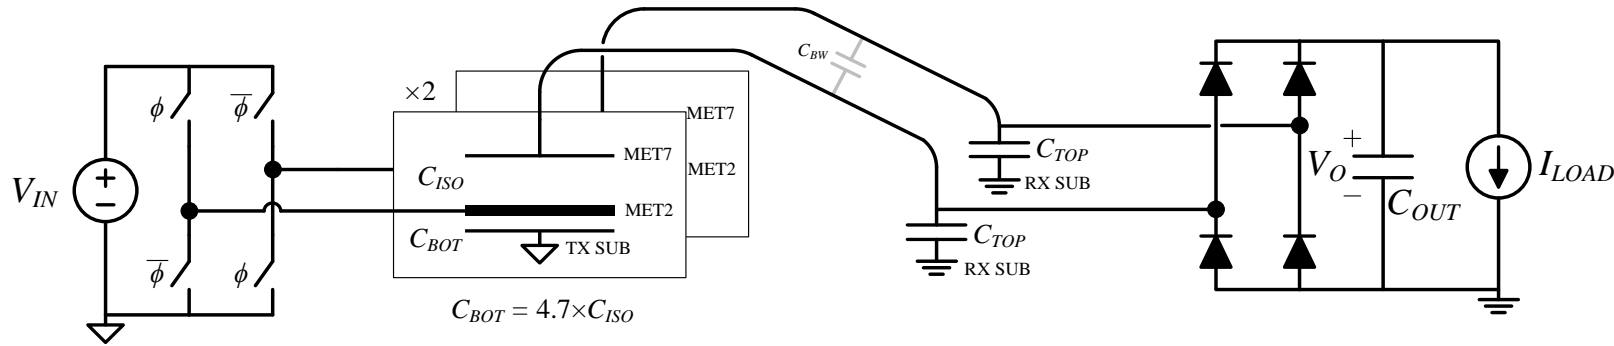 ×2
C_BW
ϕ
ϕ̅
MET7
MET7
C_ISO
MET2
MET2
C_BOT
TX SUB
V_IN
+
−
ϕ̅
ϕ
C_BOT = 4.7×C_ISO
C_TOP
RX SUB
C_TOP
RX SUB
+
V_O
−
C_OUT
I_LOAD